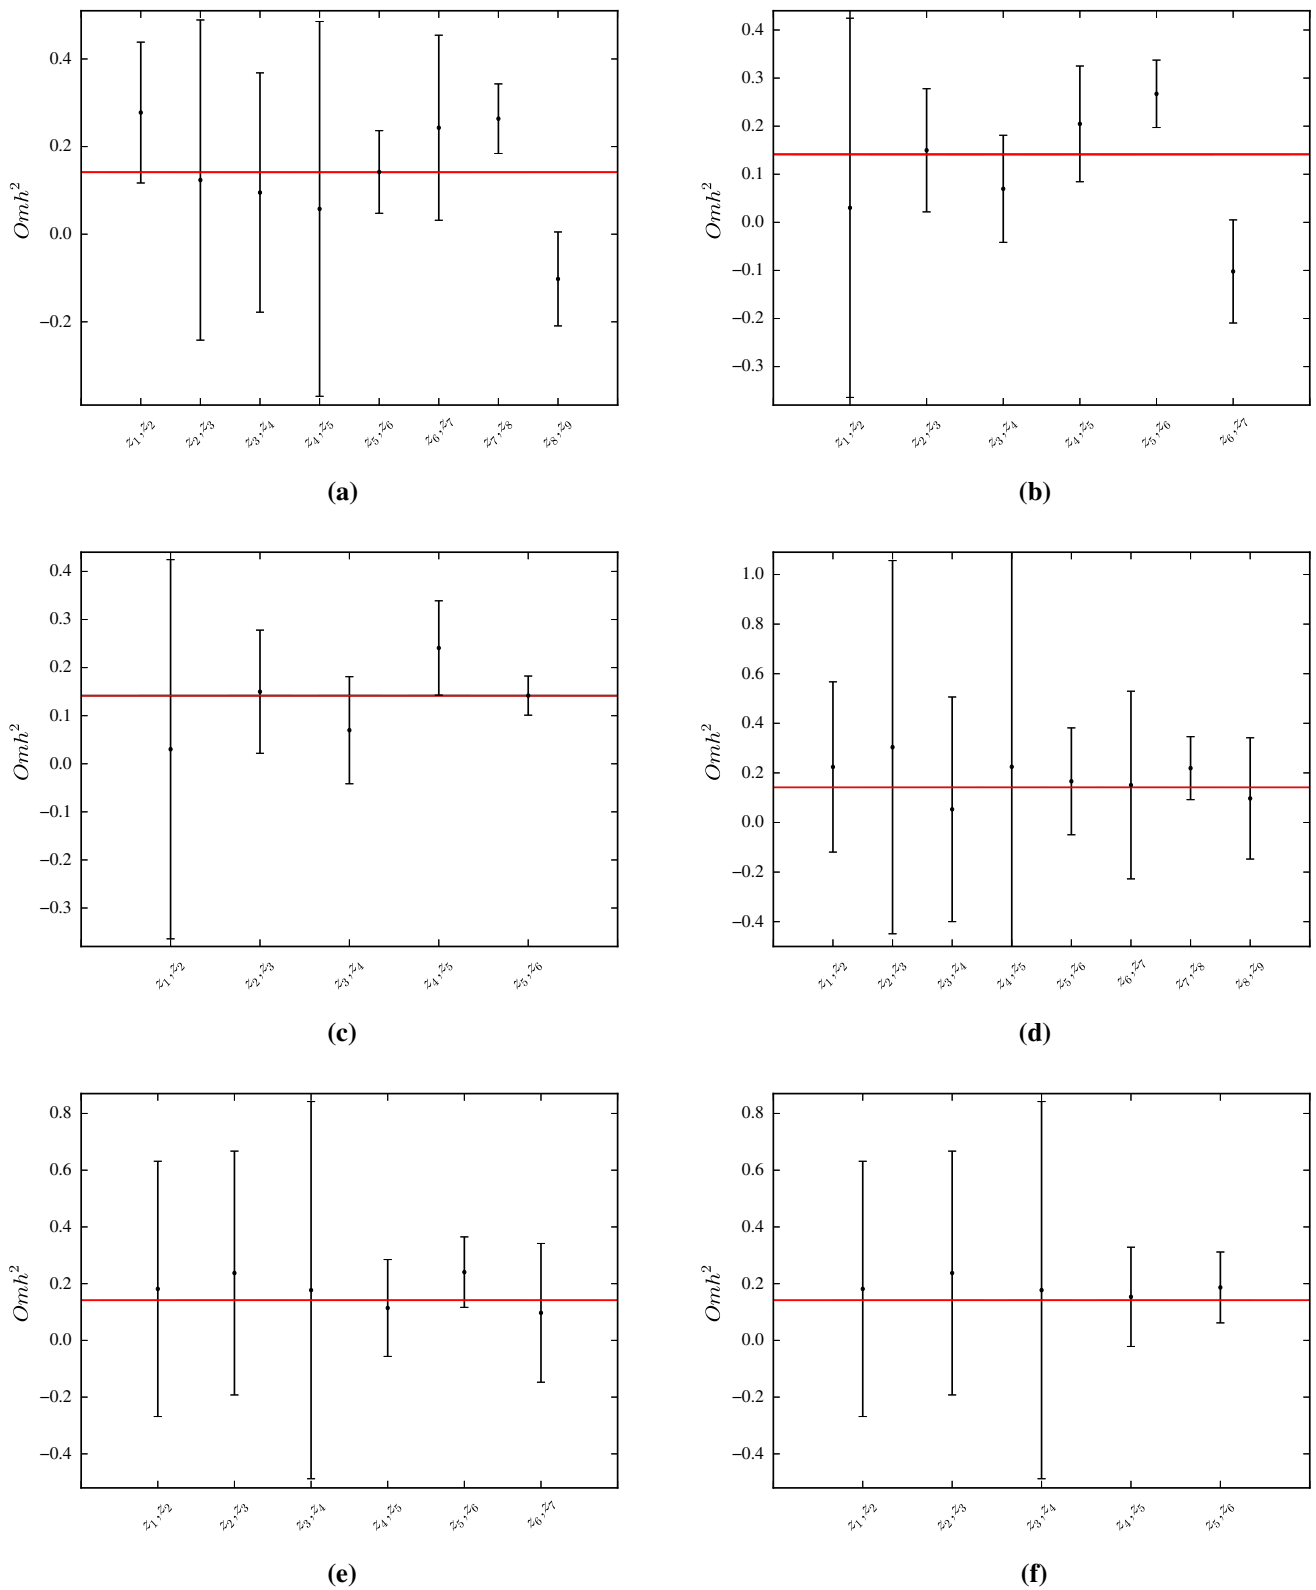 0.4
0.2
0.0
−0.2
Omh²
z₁,z₂ z₂,z₃ z₃,z₄ z₄,z₅ z₅,z₆ z₆,z₇ z₇,z₈ z₈,z₉
(a)
0.4
0.3
0.2
0.1
0.0
−0.1
−0.2
−0.3
Omh²
z₁,z₂ z₂,z₃ z₃,z₄ z₄,z₅ z₅,z₆ z₆,z₇
(b)
0.4
0.3
0.2
0.1
0.0
−0.1
−0.2
−0.3
Omh²
z₁,z₂ z₂,z₃ z₃,z₄ z₄,z₅ z₅,z₆
(c)
1.0
0.8
0.6
0.4
0.2
0.0
−0.2
−0.4
Omh²
z₁,z₂ z₂,z₃ z₃,z₄ z₄,z₅ z₅,z₆ z₆,z₇ z₇,z₈ z₈,z₉
(d)
0.8
0.6
0.4
0.2
0.0
−0.2
−0.4
Omh²
z₁,z₂ z₂,z₃ z₃,z₄ z₄,z₅ z₅,z₆ z₆,z₇
(e)
0.8
0.6
0.4
0.2
0.0
−0.2
−0.4
Omh²
z₁,z₂ z₂,z₃ z₃,z₄ z₄,z₅ z₅,z₆
(f)